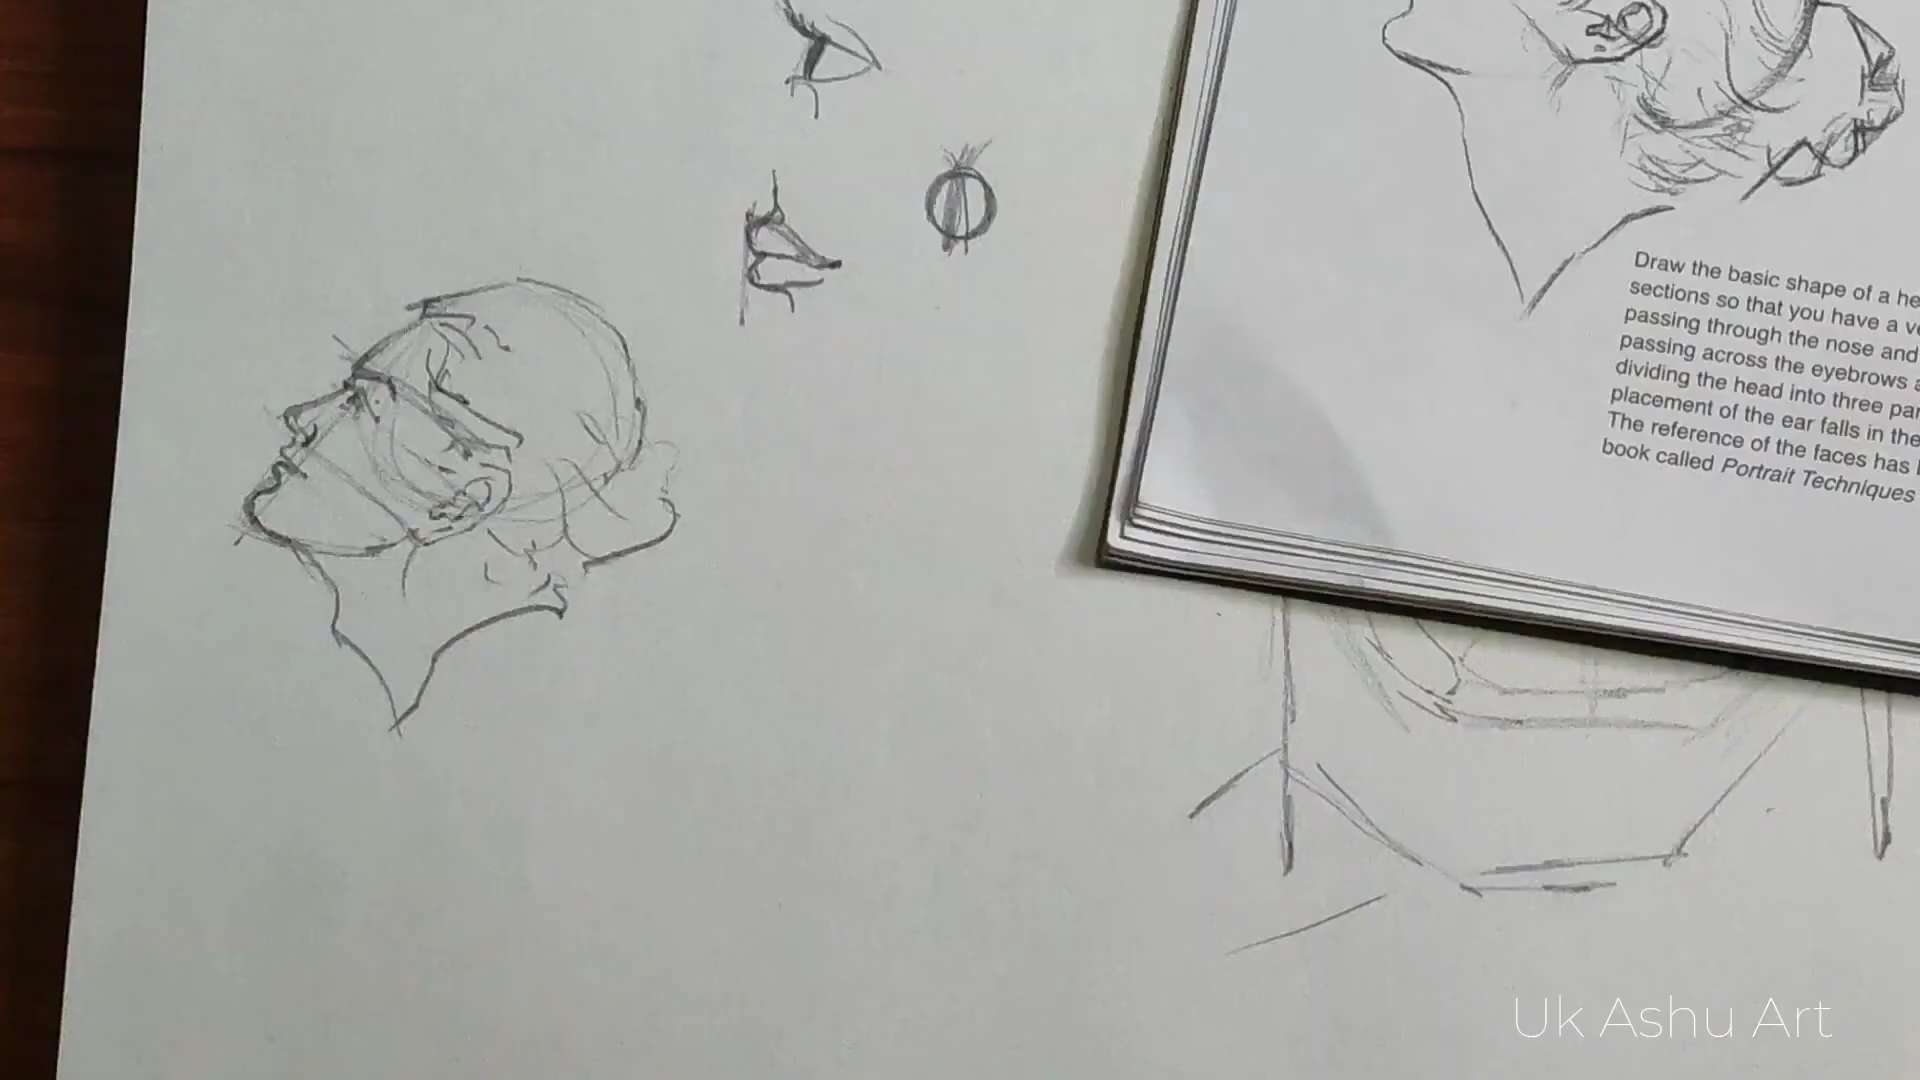 Draw the basic shape of a he
sections so that you have a ve
passing through the nose and
passing across the eyebrows a
dividing the head into three par
placement of the ear falls in the
The reference of the faces has
book called Portrait Techniques
Uk Ashu Art